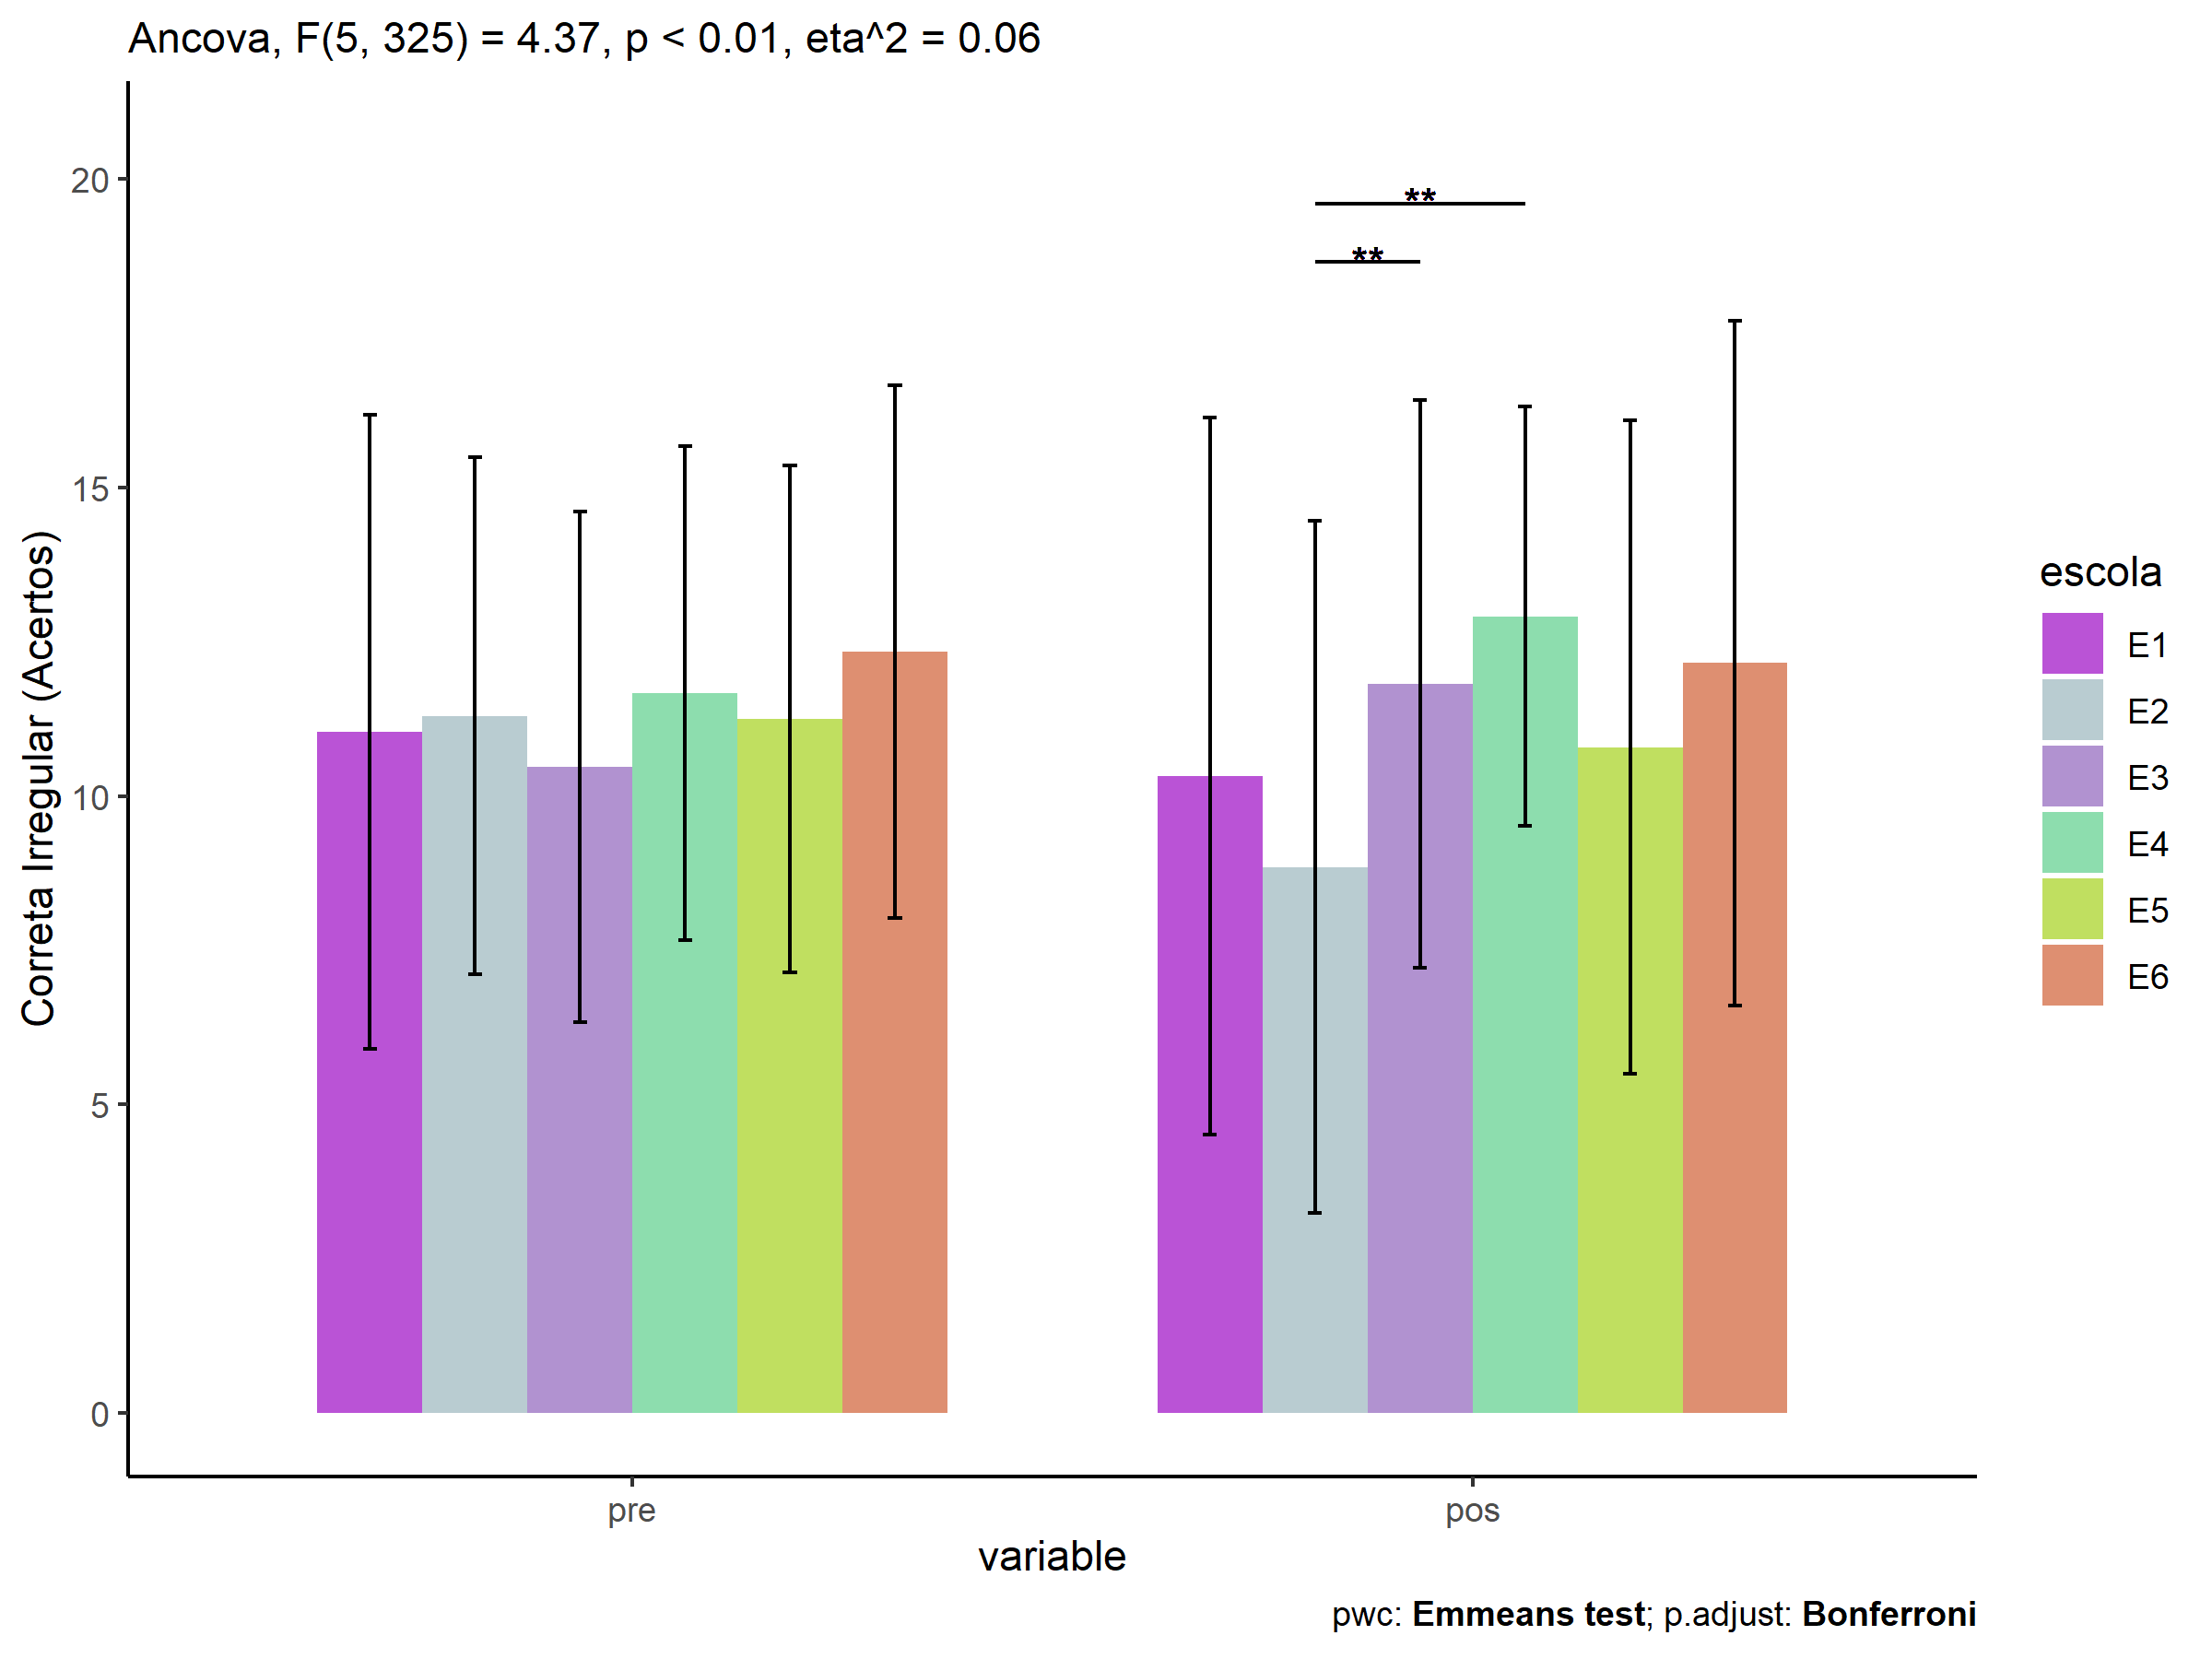 Ancova, F(5, 325) = 4.37, p < 0.01, eta^2 = 0.06
Correta Irregular (Acertos)
20
15
10
5
0
**
**
pre
pos
variable
escola
E1
E2
E3
E4
E5
E6
pwc: Emmeans test; p.adjust: Bonferroni